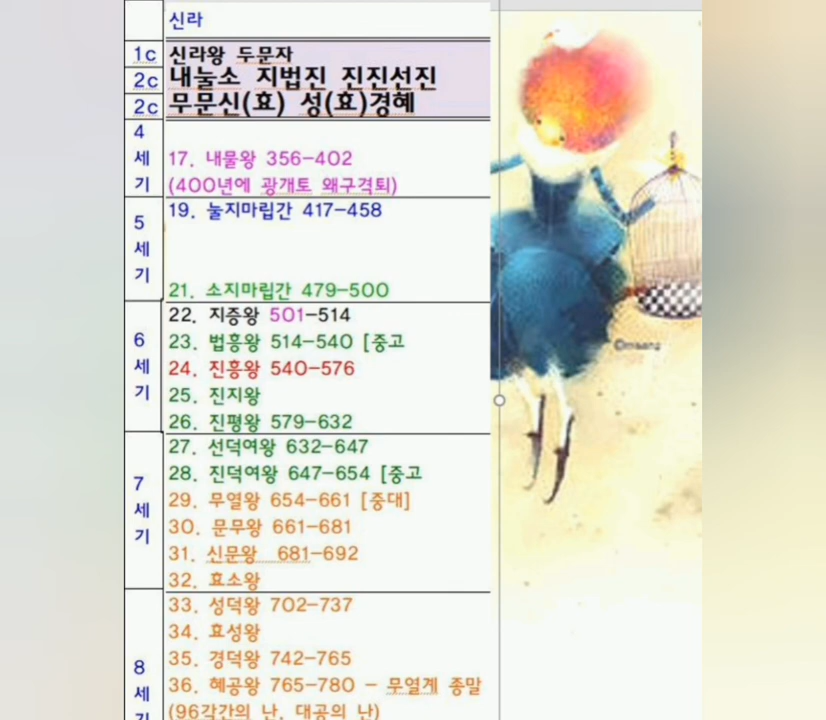 신라
1c 신라왕 두문자
2c 내눌소 지법진 진진선진
2c 무문신(효) 성(효)경혜
4세기
17. 내물왕 356-402
(400년에 광개토 왜구격퇴)
5세기
19. 눌지마립간 417-458
21. 소지마립간 479-500
6세기
22. 지증왕 501-514
23. 법흥왕 514-540 [중고
24. 진흥왕 540-576
25. 진지왕
26. 진평왕 579-632
7세기
27. 선덕여왕 632-647
28. 진덕여왕 647-654 [중고
29. 무열왕 654-661 [중대]
30. 문무왕 661-681
31. 신문왕 681-692
32. 효소왕
8세기
33. 성덕왕 702-737
34. 효성왕
35. 경덕왕 742-765
36. 혜공왕 765-780 - 무열계 종말
(96각간의 난, 대공의 난)